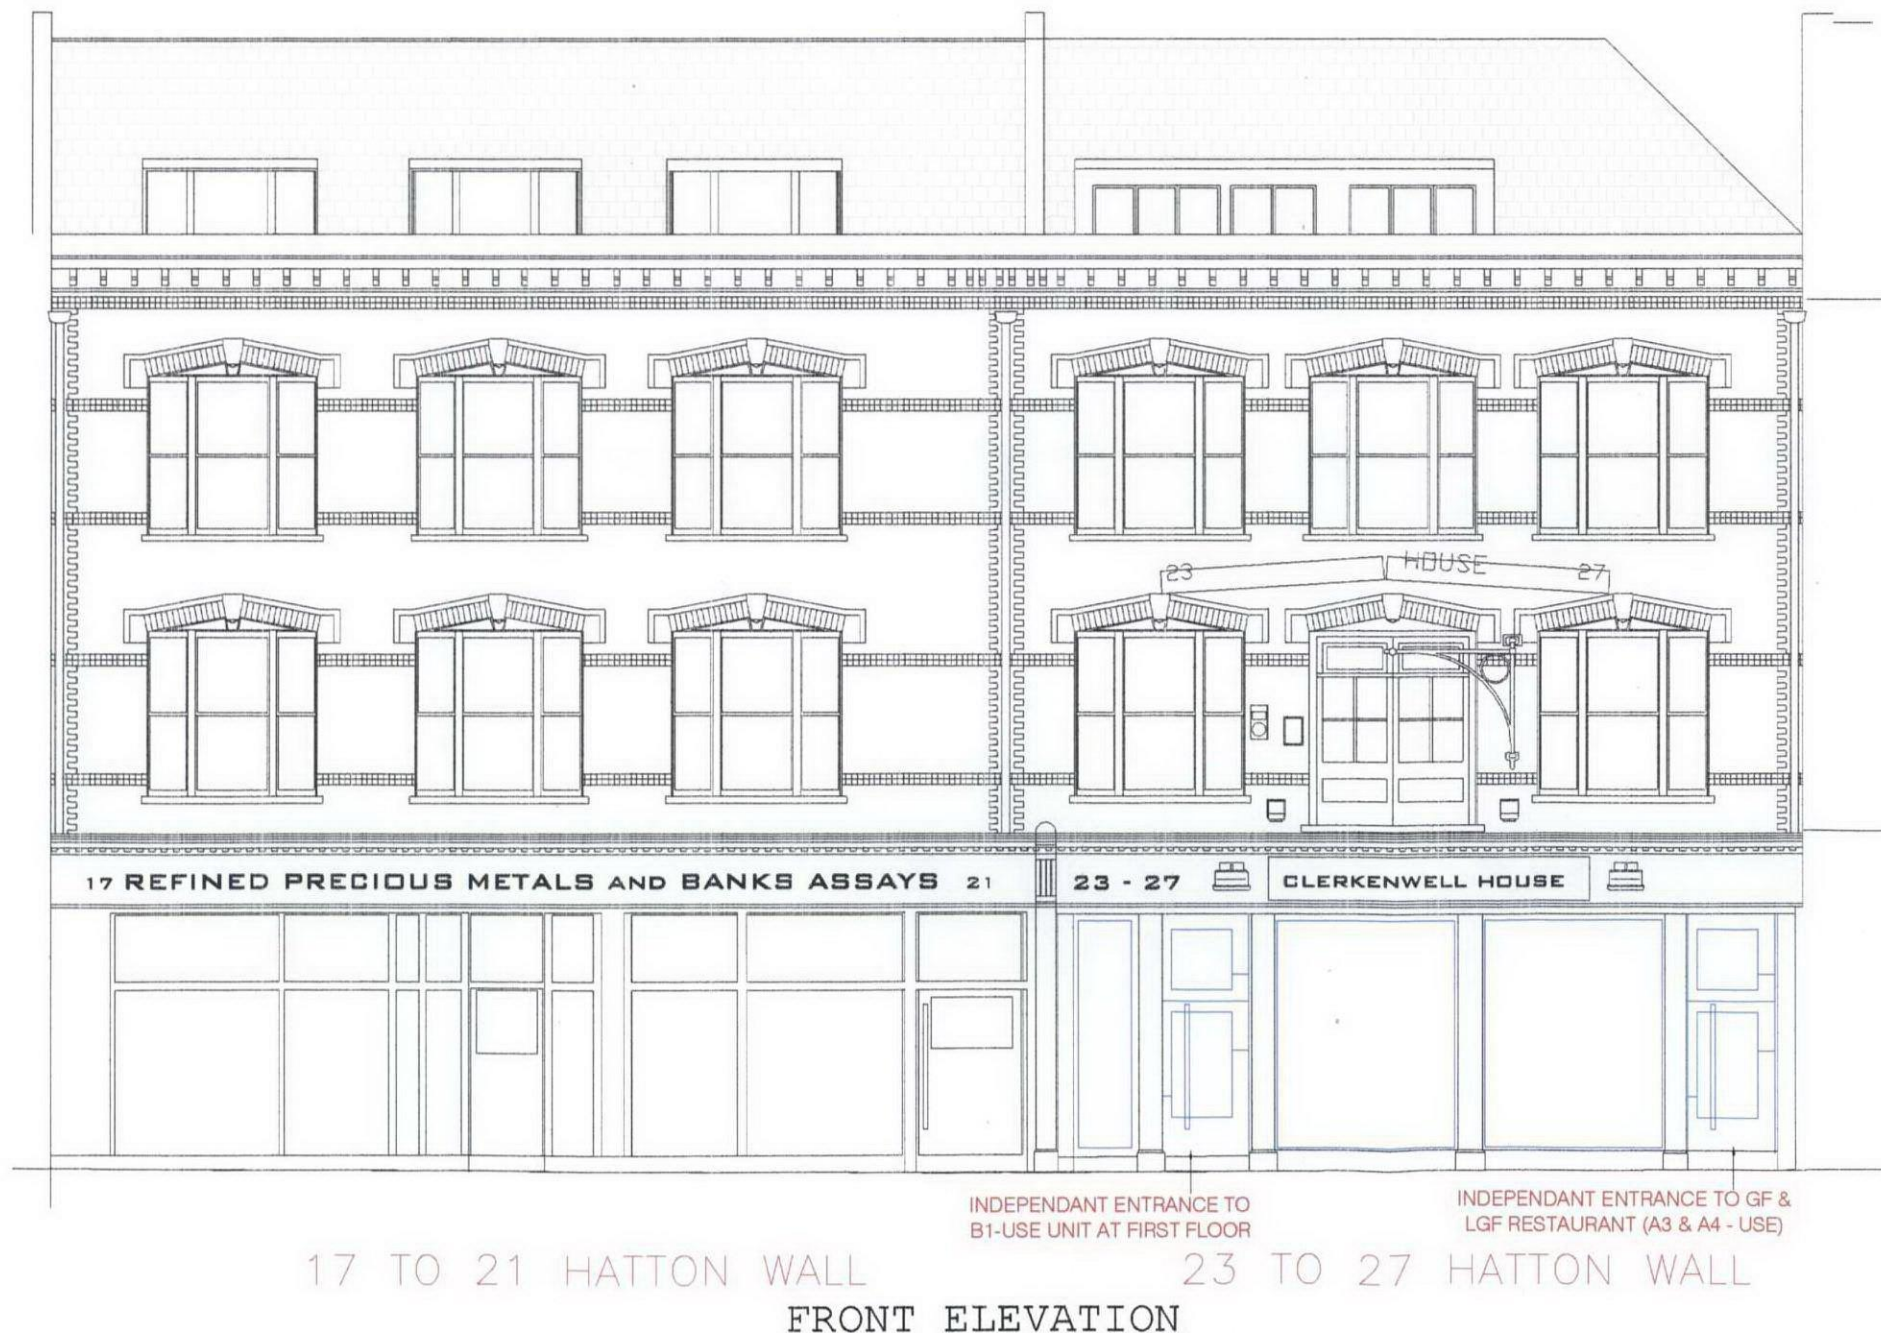 23 HOUSE 27
17 REFINED PRECIOUS METALS AND BANKS ASSAYS 21
23 - 27
CLERKENWELL HOUSE
INDEPENDANT ENTRANCE TO
B1-USE UNIT AT FIRST FLOOR
INDEPENDANT ENTRANCE TO GF &
LGF RESTAURANT (A3 & A4 - USE)
17 TO 21 HATTON WALL
23 TO 27 HATTON WALL
FRONT ELEVATION